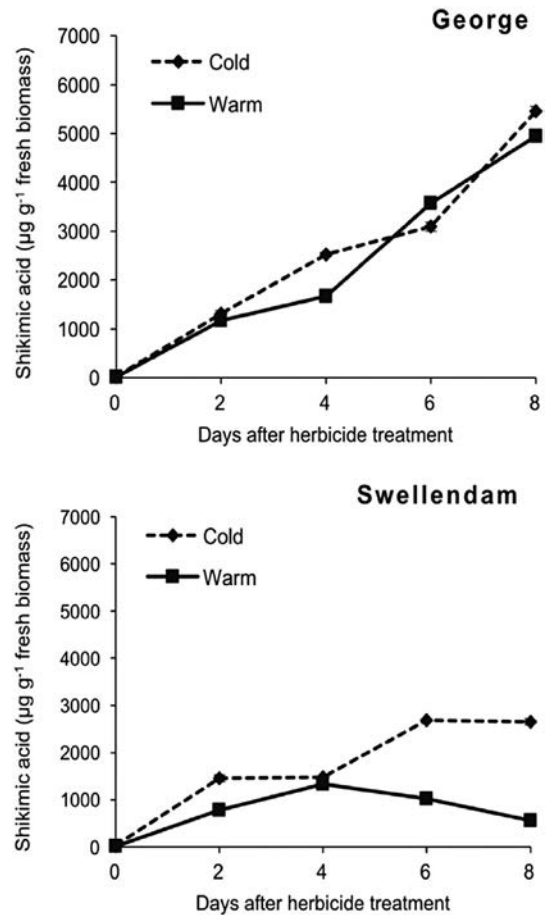 George
7000
6000
5000
4000
3000
2000
1000
0
Shikimic acid (µg g⁻¹ fresh biomass)
Cold
Warm
0 2 4 6 8
Days after herbicide treatment
Swellendam
7000
6000
5000
4000
3000
2000
1000
0
Shikimic acid (µg g⁻¹ fresh biomass)
Cold
Warm
0 2 4 6 8
Days after herbicide treatment